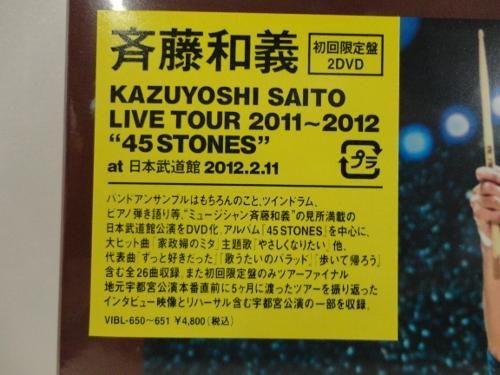 斉藤和義
初回限定盤
2DVD
KAZUYOSHI SAITO
LIVE TOUR 2011～2012
“45 STONES”
at 日本武道館 2012.2.11
プラ
バンドアンサンブルはもちろんのこと、ツインドラム、
ピアノ弾き語り等、“ミュージシャン斉藤和義”の見所満載の
日本武道館公演をDVD化。アルバム「45 STONES」を中心に、
大ヒット曲「家政婦のミタ」主題歌「やさしくなりたい」他、
代表曲「ずっと好きだった」「歌うたいのバラッド」「歩いて帰ろう」
含む全26曲収録。また初回限定盤のみツアーファイナル
地元宇都宮公演本番直前に5ヶ月に渡ったツアーを振り返った
インタビュー映像とリハーサル含む宇都宮公演の一部を収録。
VIBL-650～651 ¥4,800（税込）